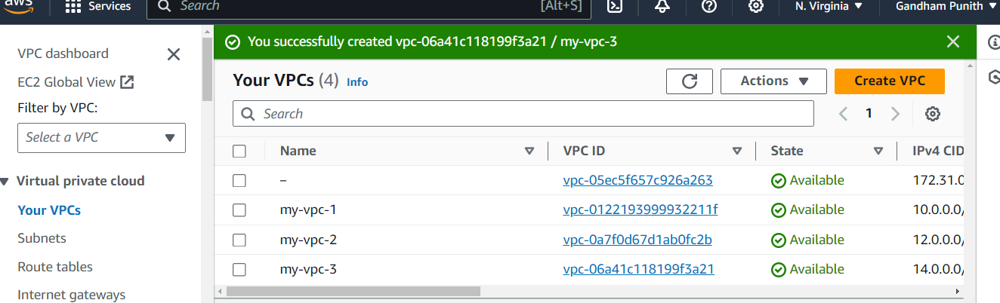 aws
Services
Search
[Alt+S]
N. Virginia
Gandham Punith
VPC dashboard
EC2 Global View
Filter by VPC:
Select a VPC
Virtual private cloud
Your VPCs
Subnets
Route tables
Internet gateways
You successfully created vpc-06a41c118199f3a21 / my-vpc-3
Your VPCs (4) Info
Actions
Create VPC
Search
1
Name VPC ID State IPv4 CID
– vpc-05ec5f657c926a263 Available 172.31.0
my-vpc-1 vpc-0122193999932211f Available 10.0.0.0/
my-vpc-2 vpc-0a7f0d67d1ab0fc2b Available 12.0.0.0/
my-vpc-3 vpc-06a41c118199f3a21 Available 14.0.0.0/